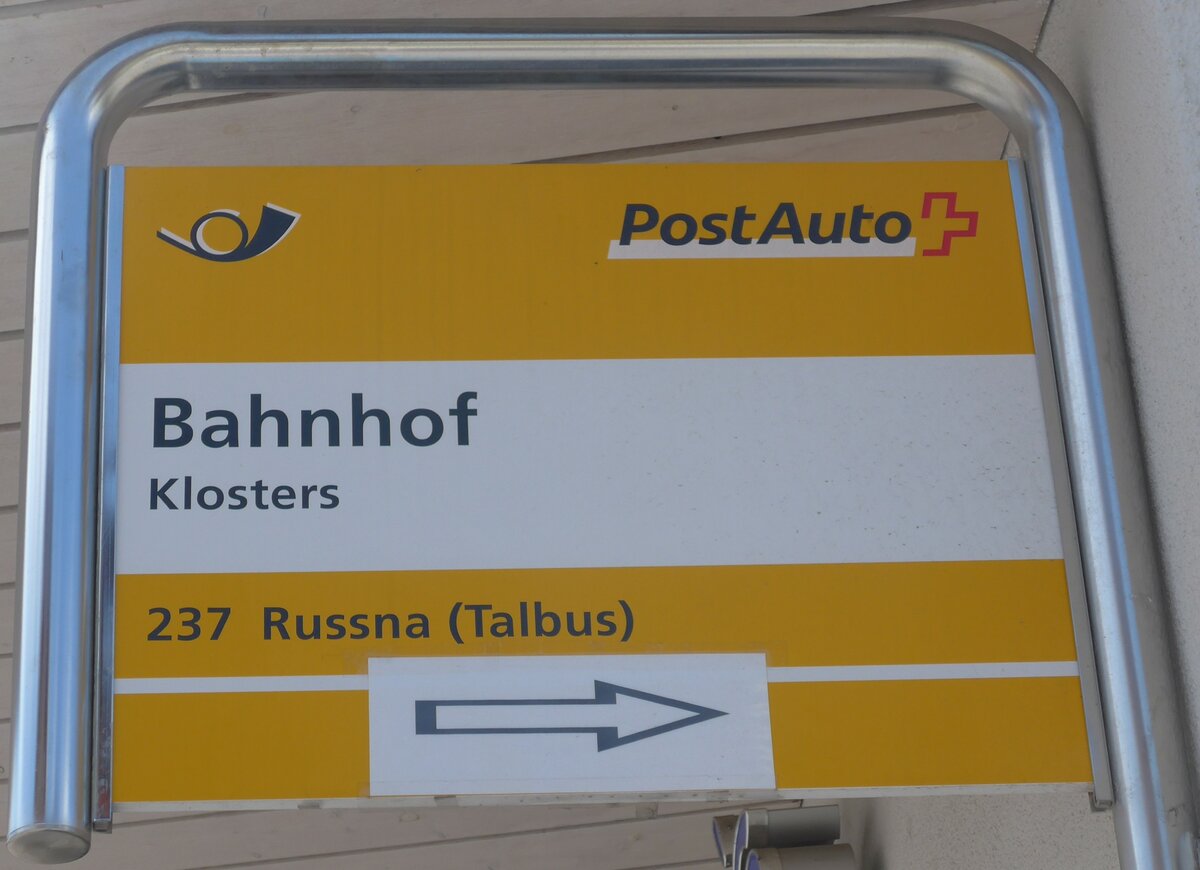 PostAuto
Bahnhof
Klosters
237 Russna (Talbus)